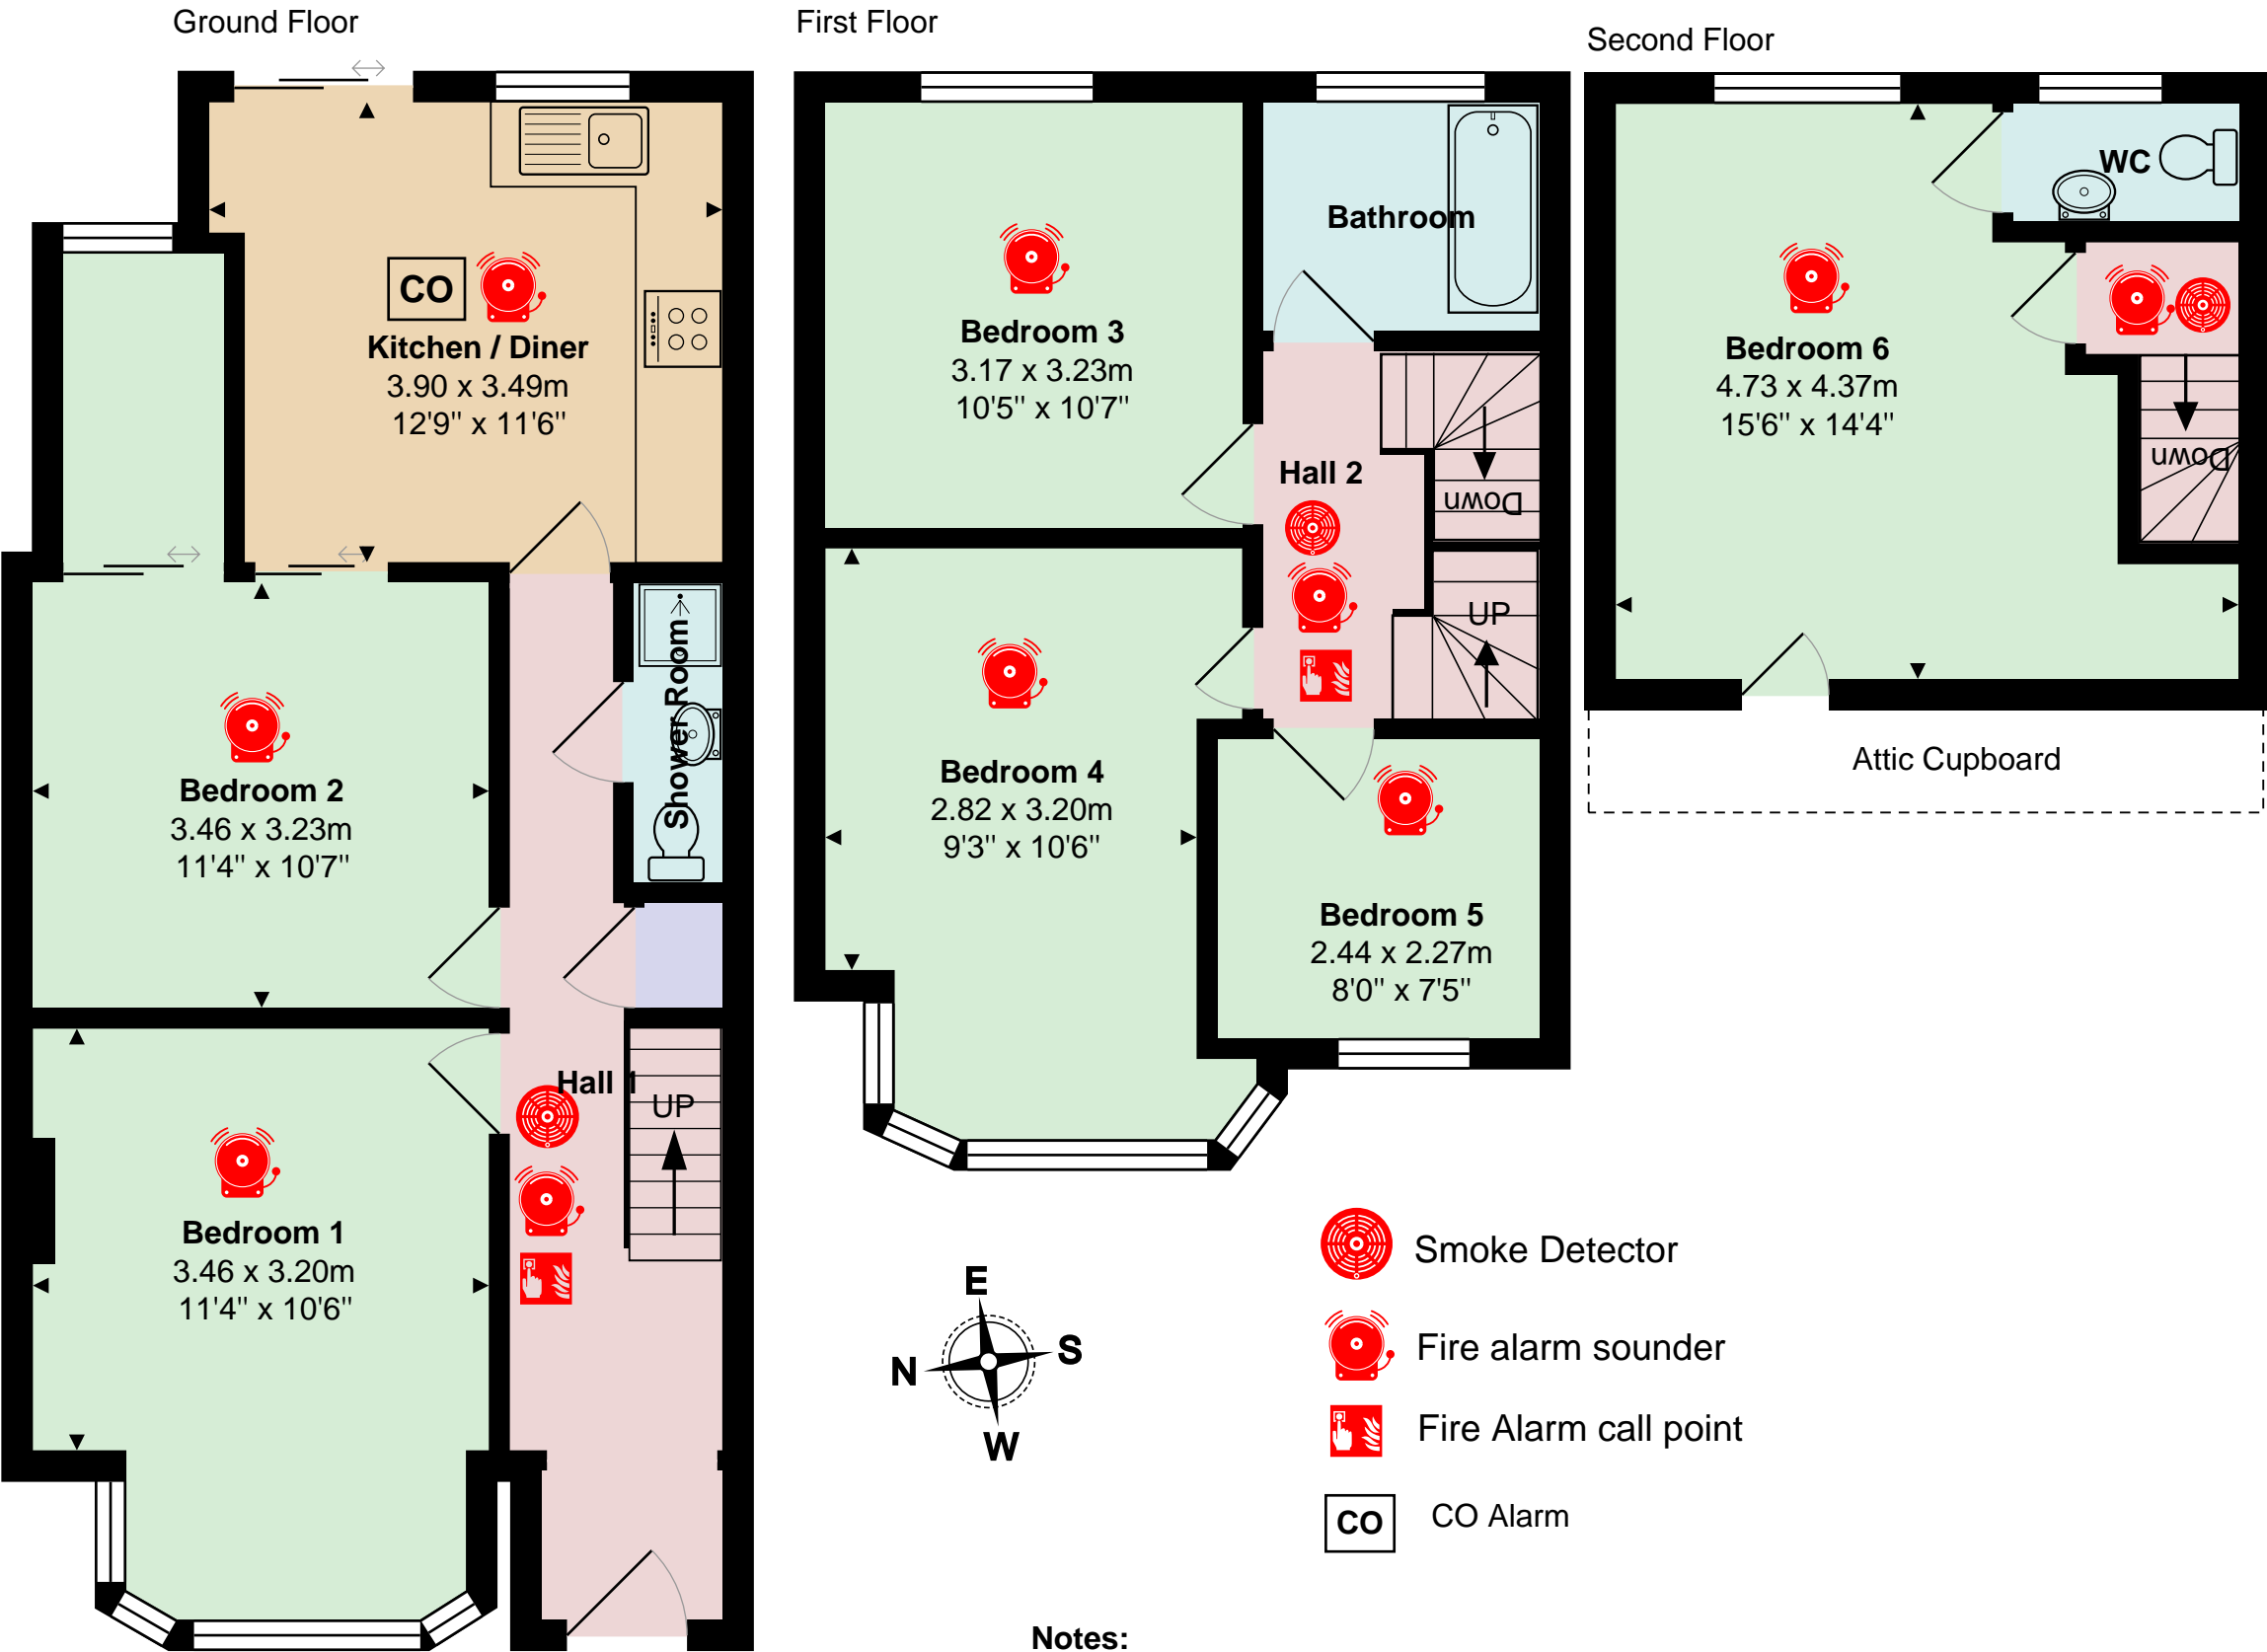 Ground Floor
First Floor
Second Floor
CO
Kitchen / Diner
3.90 x 3.49m
12'9" x 11'6"
Shower Room
Bedroom 2
3.46 x 3.23m
11'4" x 10'7"
Hall 1
UP
Bedroom 1
3.46 x 3.20m
11'4" x 10'6"
Bathroom
Bedroom 3
3.17 x 3.23m
10'5" x 10'7"
Hall 2
Down
UP
Bedroom 4
2.82 x 3.20m
9'3" x 10'6"
Bedroom 5
2.44 x 2.27m
8'0" x 7'5"
WC
Bedroom 6
4.73 x 4.37m
15'6" x 14'4"
Down
Attic Cupboard
E
N
S
W
Smoke Detector
Fire alarm sounder
Fire Alarm call point
CO CO Alarm
Notes: